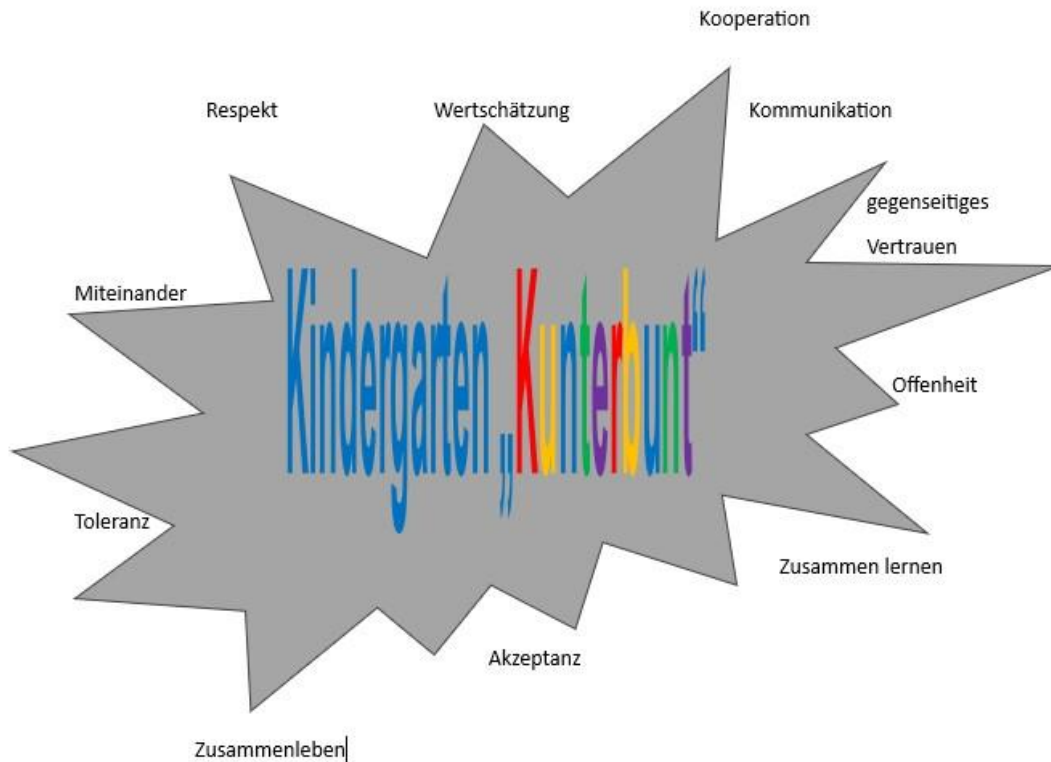 Kooperation
Respekt
Wertschätzung
Kommunikation
gegenseitiges
Vertrauen
Miteinander
Kindergarten „Kunterbunt“
Offenheit
Toleranz
Zusammen lernen
Akzeptanz
Zusammenleben